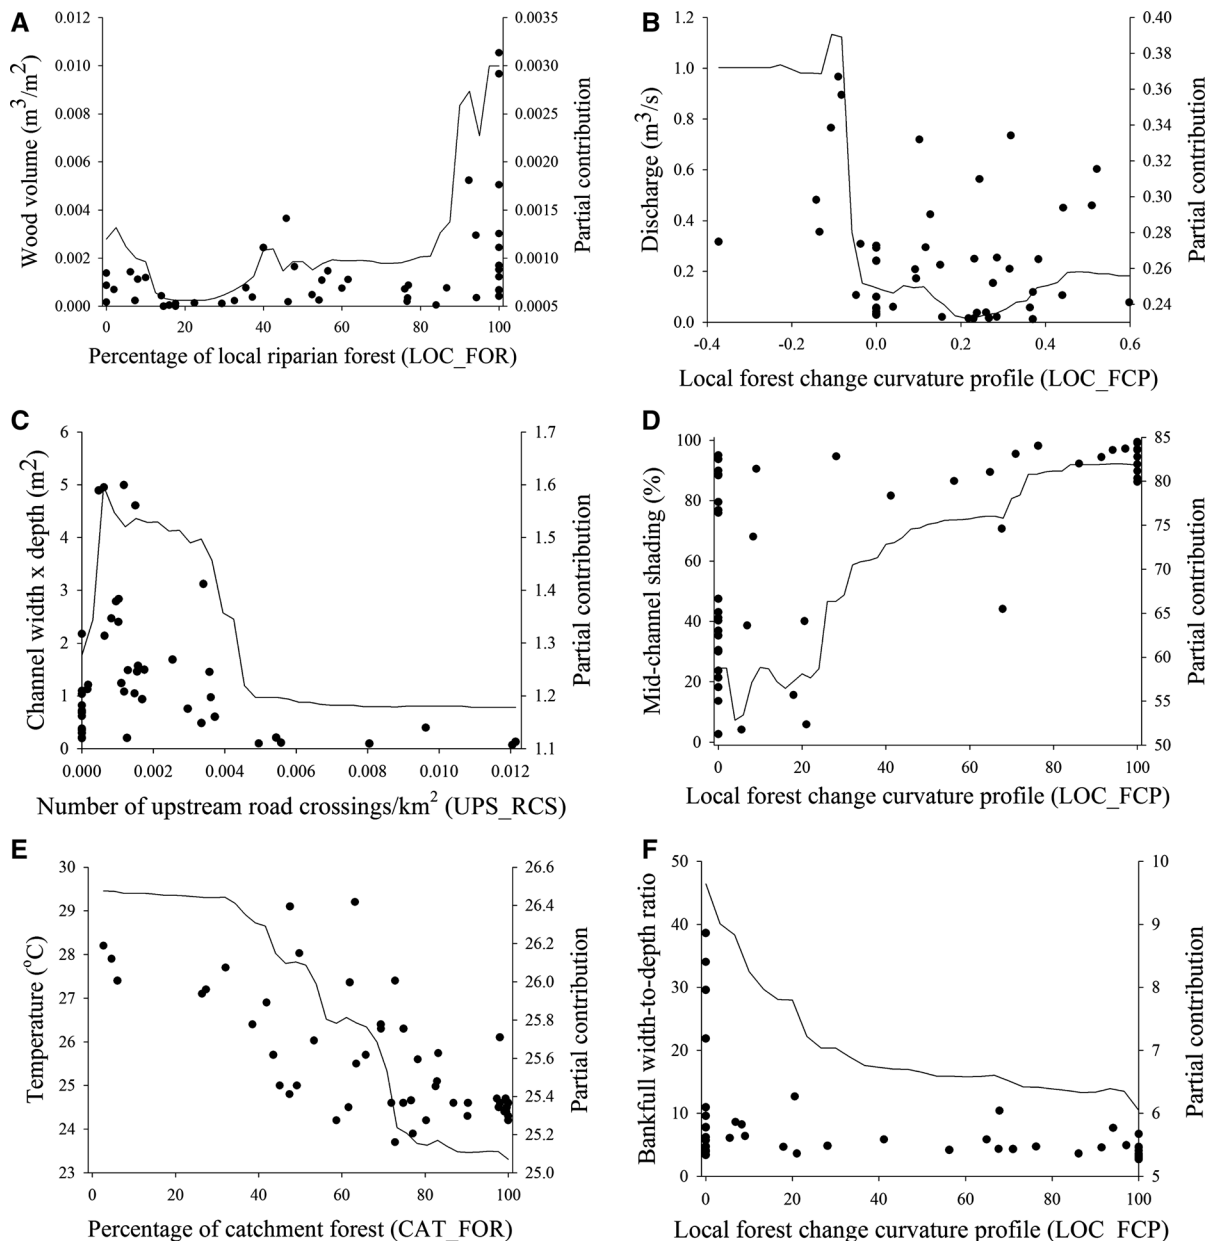 A
0.012
0.010
0.008
0.006
0.004
0.002
0.000
Wood volume (m3/m2)
0.0035
0.0030
0.0025
0.0020
0.0015
0.0010
0.0005
Partial contribution
0 20 40 60 80 100
Percentage of local riparian forest (LOC_FOR)
B
1.2
1.0
0.8
0.6
0.4
0.2
0.0
Discharge (m3/s)
0.40
0.38
0.36
0.34
0.32
0.30
0.28
0.26
0.24
Partial contribution
-0.4 -0.2 0.0 0.2 0.4 0.6
Local forest change curvature profile (LOC_FCP)
C
6
5
4
3
2
1
0
Channel width x depth (m2)
1.7
1.6
1.5
1.4
1.3
1.2
1.1
Partial contribution
0.000 0.002 0.004 0.006 0.008 0.010 0.012
Number of upstream road crossings/km2 (UPS_RCS)
D
100
80
60
40
20
0
Mid-channel shading (%)
85
80
75
70
65
60
55
50
Partial contribution
0 20 40 60 80 100
Local forest change curvature profile (LOC_FCP)
E
30
29
28
27
26
25
24
23
Temperature (oC)
26.6
26.4
26.2
26.0
25.8
25.6
25.4
25.2
25.0
Partial contribution
0 20 40 60 80 100
Percentage of catchment forest (CAT_FOR)
F
50
40
30
20
10
0
Bankfull width-to-depth ratio
10
9
8
7
6
5
Partial contribution
0 20 40 60 80 100
Local forest change curvature profile (LOC_FCP)